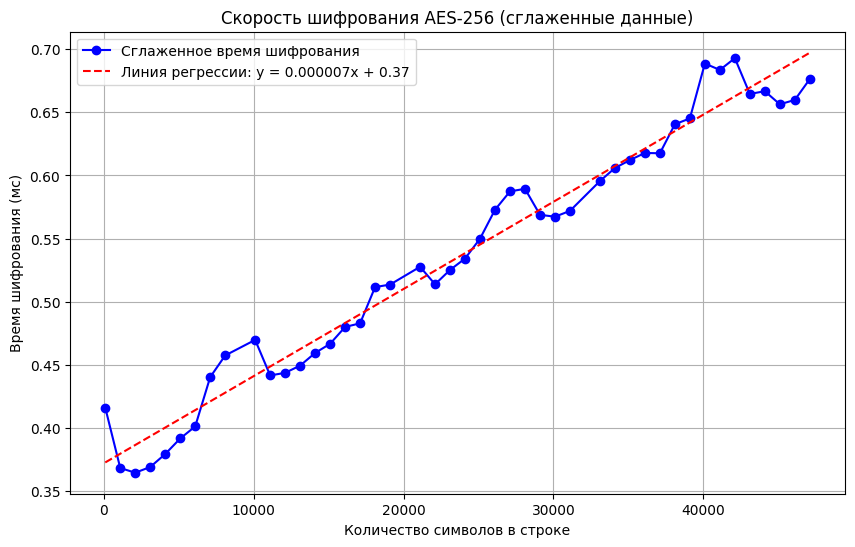 Скорость шифрования AES-256 (сглаженные данные)
Сглаженное время шифрования
Линия регрессии: y = 0.000007x + 0.37
0.70
0.65
0.60
0.55
0.50
0.45
0.40
0.35
Время шифрования (мс)
0 10000 20000 30000 40000
Количество символов в строке